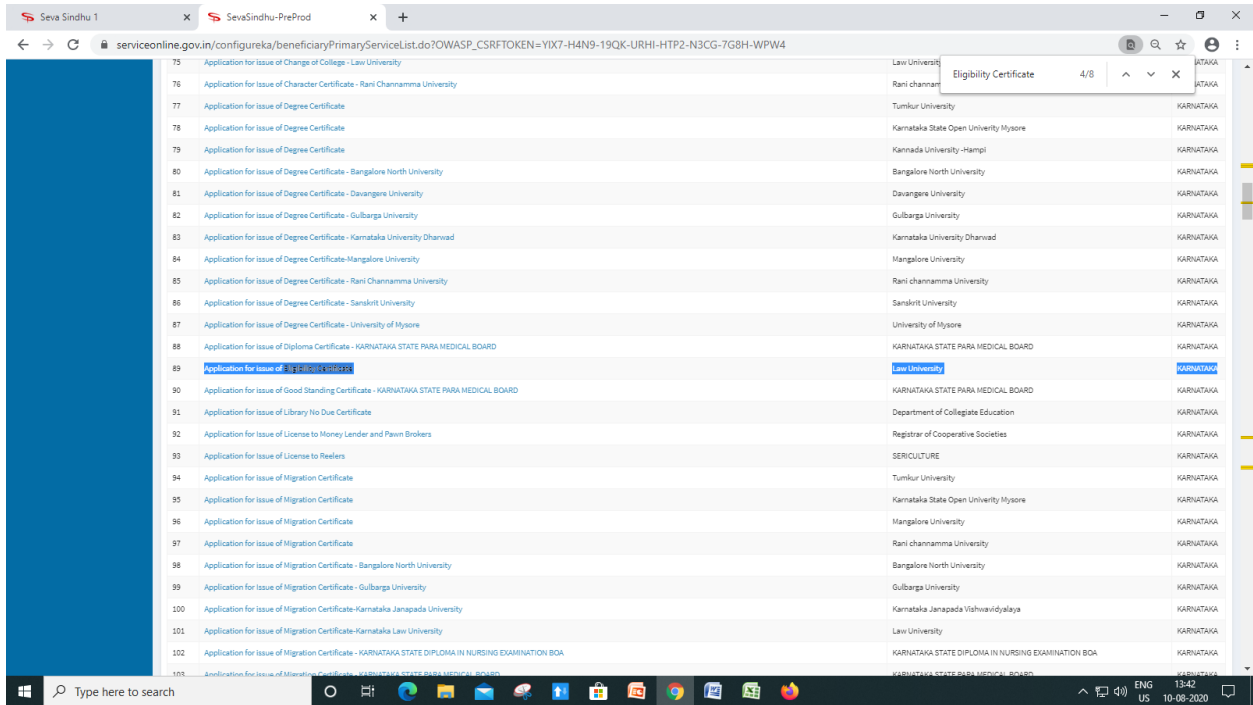 Seva Sindhu 1
SevaSindhu-PreProd
serviceonline.gov.in/configureka/beneficiaryPrimaryServiceList.do?OWASP_CSRFTOKEN=YIX7-H4N9-19QK-URHI-HTP2-N3CG-7G8H-WPW4
Eligibility Certificate 4/8
75 Application for issue of Change of College - Law University Law University KARNATAKA
76 Application for issue of Character Certificate - Rani Channamma University Rani channam KARNATAKA
77 Application for issue of Degree Certificate Tumkur University KARNATAKA
78 Application for issue of Degree Certificate Karnataka State Open Univerity Mysore KARNATAKA
79 Application for issue of Degree Certificate Kannada University -Hampi KARNATAKA
80 Application for issue of Degree Certificate - Bangalore North University Bangalore North University KARNATAKA
81 Application for issue of Degree Certificate - Davangere University Davangere University KARNATAKA
82 Application for issue of Degree Certificate - Gulbarga University Gulbarga University KARNATAKA
83 Application for issue of Degree Certificate - Karnataka University Dharwad Karnataka University Dharwad KARNATAKA
84 Application for issue of Degree Certificate-Mangalore University Mangalore University KARNATAKA
85 Application for issue of Degree Certificate - Rani Channamma University Rani channamma University KARNATAKA
86 Application for issue of Degree Certificate - Sanskrit University Sanskrit University KARNATAKA
87 Application for issue of Degree Certificate - University of Mysore University of Mysore KARNATAKA
88 Application for issue of Diploma Certificate - KARNATAKA STATE PARA MEDICAL BOARD KARNATAKA STATE PARA MEDICAL BOARD KARNATAKA
89 Application for issue of Law University KARNATAKA
90 Application for issue of Good Standing Certificate - KARNATAKA STATE PARA MEDICAL BOARD KARNATAKA STATE PARA MEDICAL BOARD KARNATAKA
91 Application for issue of Library No Due Certificate Department of Collegiate Education KARNATAKA
92 Application for Issue of License to Money Lender and Pawn Brokers Registrar of Cooperative Societies KARNATAKA
93 Application for Issue of License to Reelers SERICULTURE KARNATAKA
94 Application for issue of Migration Certificate Tumkur University KARNATAKA
95 Application for issue of Migration Certificate Karnataka State Open Univerity Mysore KARNATAKA
96 Application for issue of Migration Certificate Mangalore University KARNATAKA
97 Application for issue of Migration Certificate Rani channamma University KARNATAKA
98 Application for issue of Migration Certificate - Bangalore North University Bangalore North University KARNATAKA
99 Application for issue of Migration Certificate - Gulbarga University Gulbarga University KARNATAKA
100 Application for issue of Migration Certificate-Karnataka Janapada University Karnataka Janapada Vishwavidyalaya KARNATAKA
101 Application for issue of Migration Certificate-Karnataka Law University Law University KARNATAKA
102 Application for issue of Migration Certificate - KARNATAKA STATE DIPLOMA IN NURSING EXAMINATION BOA KARNATAKA STATE DIPLOMA IN NURSING EXAMINATION BOA KARNATAKA
103 Application for issue of Migration Certificate - KARNATAKA STATE PARA MEDICAL BOARD KARNATAKA STATE PARA MEDICAL BOARD KARNATAKA
Type here to search
ENG 13:42
US 10-08-2020